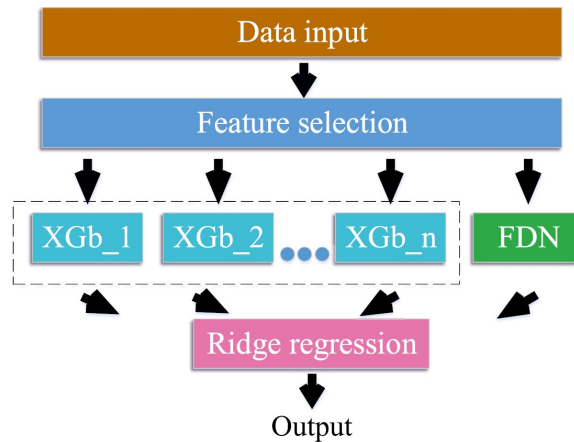 Data input
Feature selection
XGb_1 XGb_2 XGb_n FDN
Ridge regression
Output